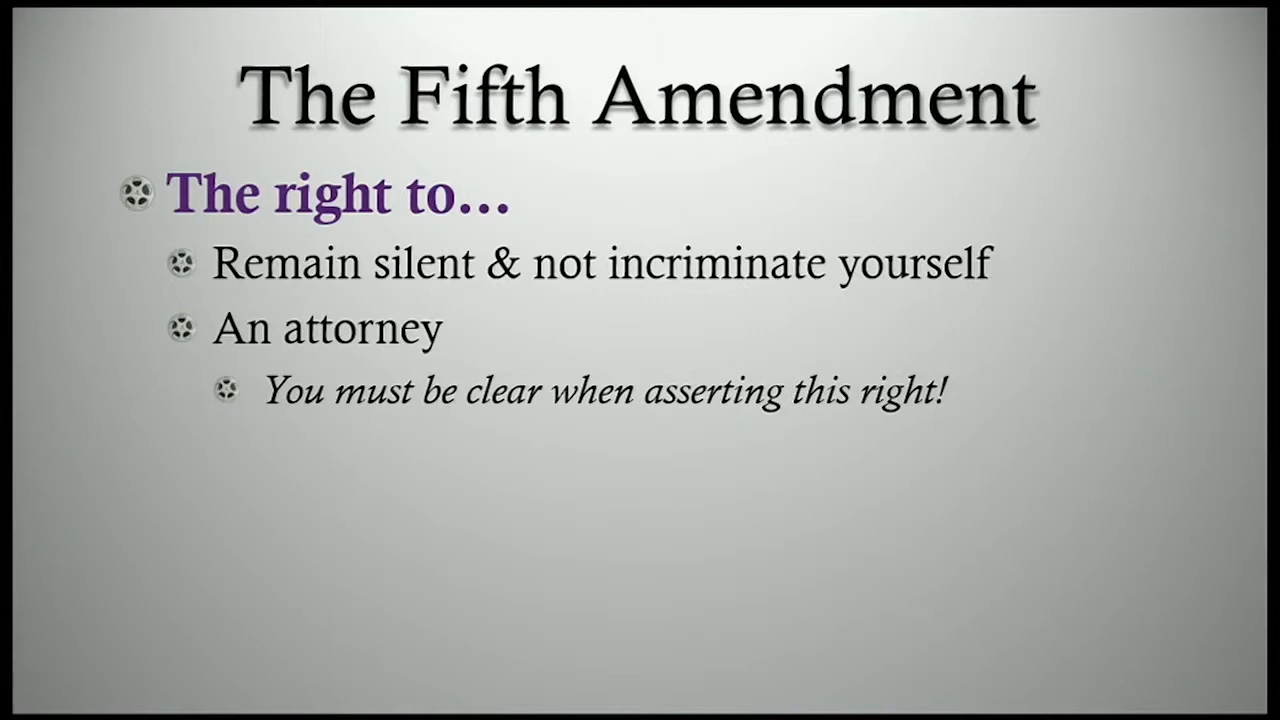 The Fifth Amendment
The right to…
Remain silent & not incriminate yourself
An attorney
You must be clear when asserting this right!